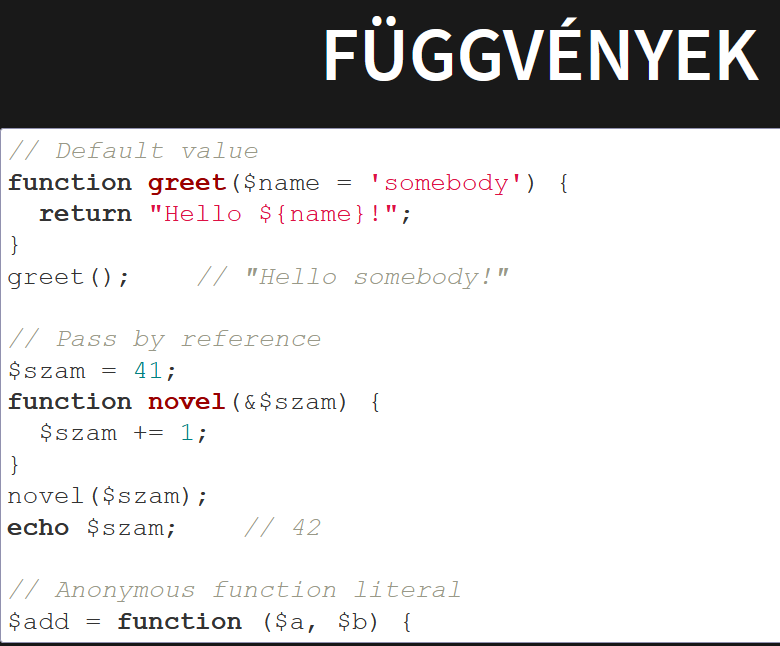 FÜGGVÉNYEK
// Default value
function greet($name = 'somebody') {
  return "Hello ${name}!";
}
greet();    // "Hello somebody!"

// Pass by reference
$szam = 41;
function novel(&$szam) {
  $szam += 1;
}
novel($szam);
echo $szam;    // 42

// Anonymous function literal
$add = function ($a, $b) {